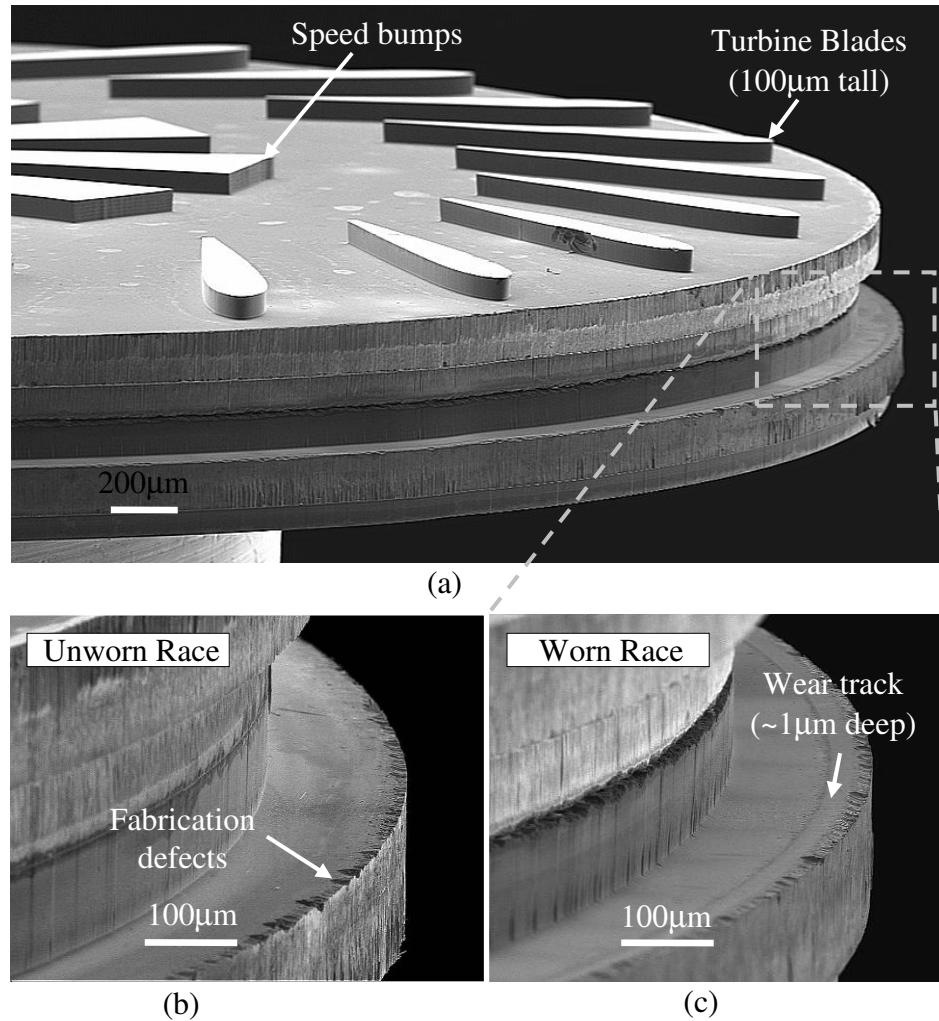 Speed bumps
Turbine Blades
(100μm tall)
200μm
(a)
Unworn Race
Fabrication
defects
100μm
(b)
Worn Race
Wear track
(~1μm deep)
100μm
(c)